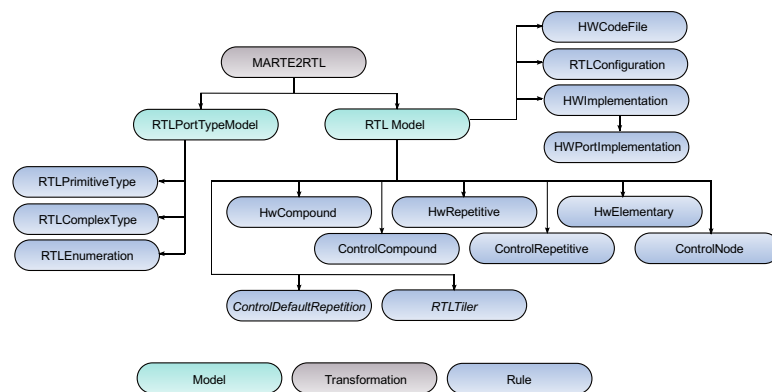 HWCodeFile
MARTE2RTL
RTLConfiguration
HWImplementation
RTLPortTypeModel
RTL Model
HWPortImplementation
RTLPrimitiveType
HwCompound
HwRepetitive
HwElementary
RTLComplexType
ControlCompound
ControlRepetitive
ControlNode
RTLEnumeration
ControlDefaultRepetition
RTLTiler
Model
Transformation
Rule